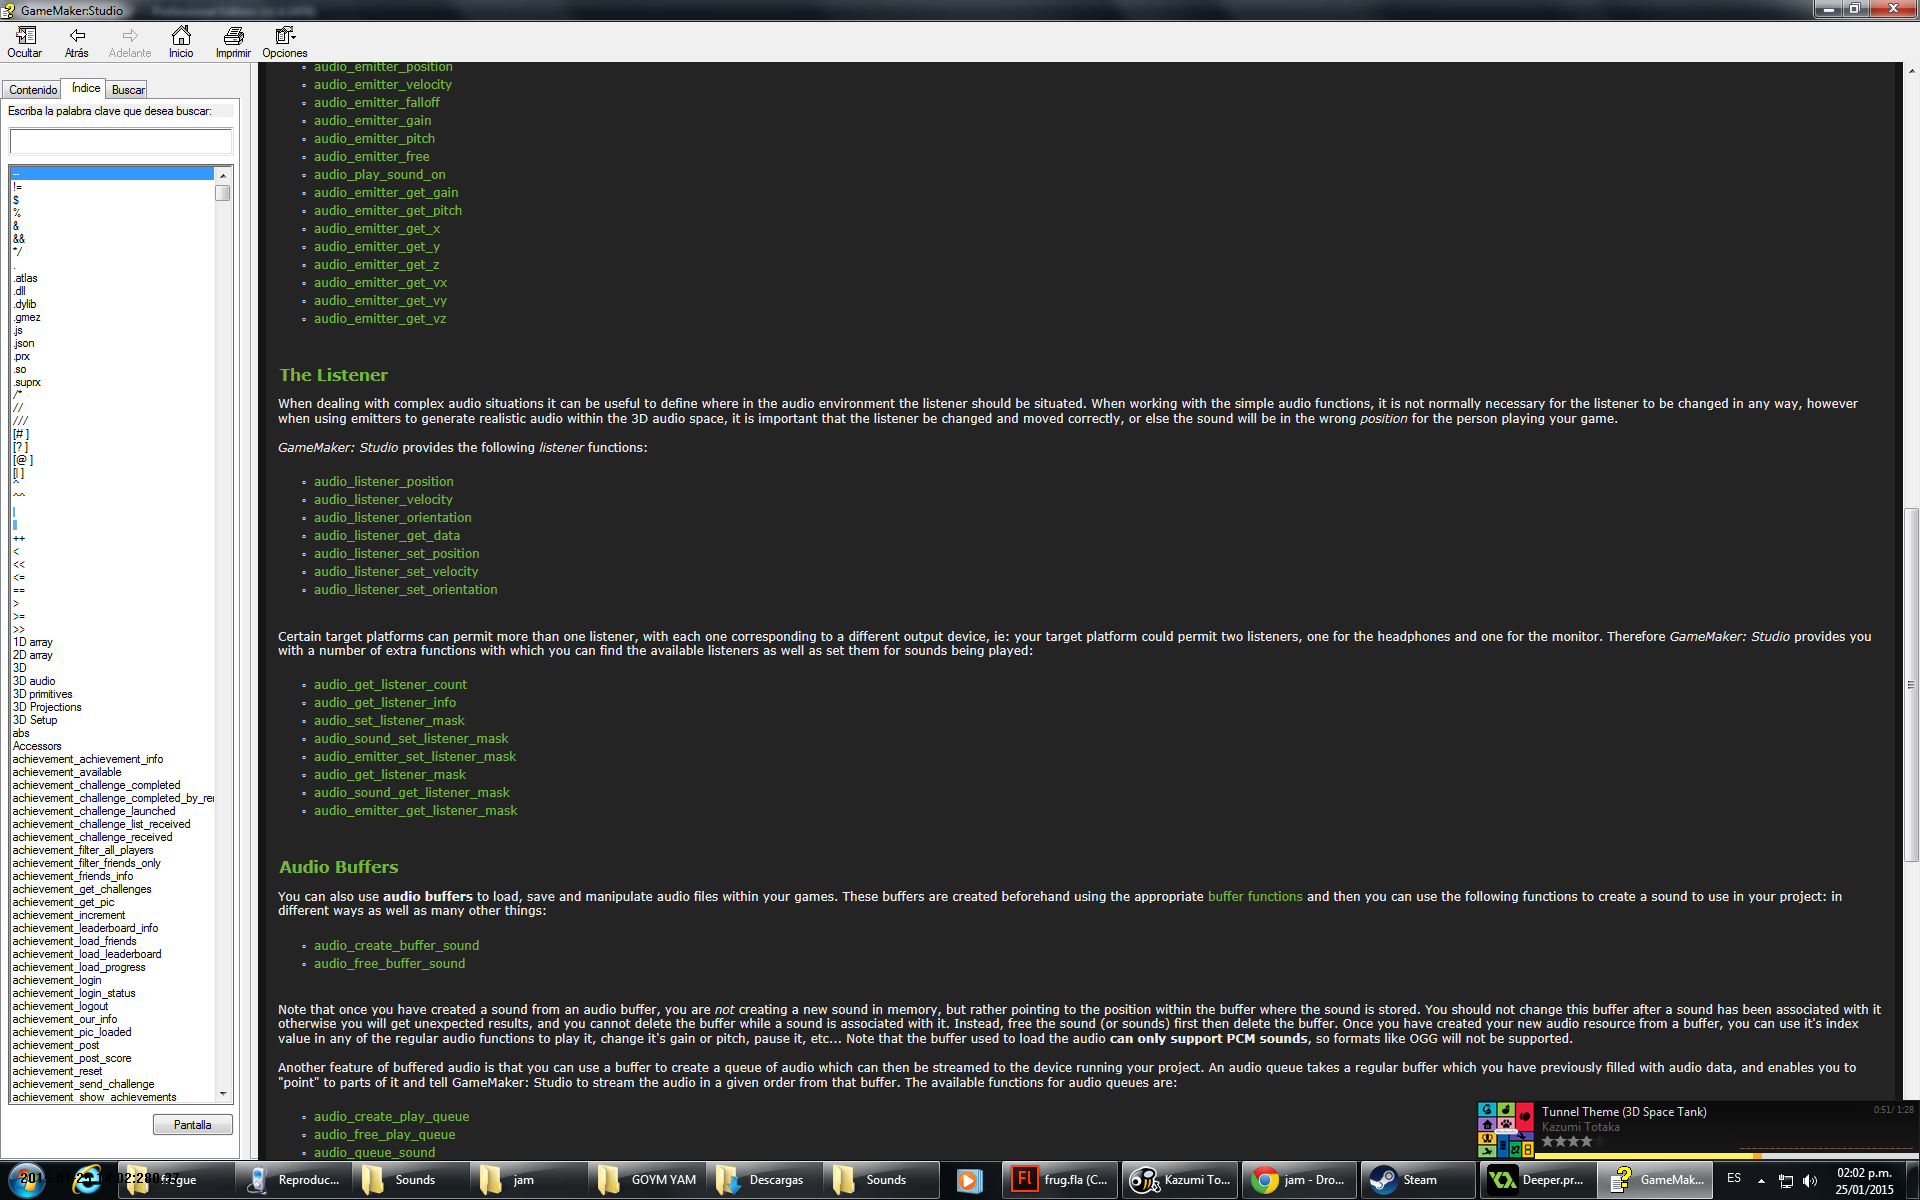 GameMaker:Studio
Ocultar
Atrás
Adelante
Inicio
Imprimir
Opciones
Contenido
Índice
Buscar
Escriba la palabra clave que desea buscar:
--
!=
$
%
&
&&
*/
.
.atlas
.dll
.dylib
.gmez
.js
.json
.prx
.so
.suprx
/*
//
///
[# ]
[? ]
[@ ]
[| ]
^
^^
|
||
++
<
<<
<=
==
>
>=
>>
1D array
2D array
3D
3D audio
3D primitives
3D Projections
3D Setup
abs
Accessors
achievement_achievement_info
achievement_available
achievement_challenge_completed
achievement_challenge_completed_by_rer
achievement_challenge_launched
achievement_challenge_list_received
achievement_challenge_received
achievement_filter_all_players
achievement_filter_friends_only
achievement_friends_info
achievement_get_challenges
achievement_get_pic
achievement_increment
achievement_leaderboard_info
achievement_load_friends
achievement_load_leaderboard
achievement_load_progress
achievement_login
achievement_login_status
achievement_logout
achievement_our_info
achievement_pic_loaded
achievement_post
achievement_post_score
achievement_reset
achievement_send_challenge
achievement_show_achievements
Pantalla
audio_emitter_position
audio_emitter_velocity
audio_emitter_falloff
audio_emitter_gain
audio_emitter_pitch
audio_emitter_free
audio_play_sound_on
audio_emitter_get_gain
audio_emitter_get_pitch
audio_emitter_get_x
audio_emitter_get_y
audio_emitter_get_z
audio_emitter_get_vx
audio_emitter_get_vy
audio_emitter_get_vz
The Listener
When dealing with complex audio situations it can be useful to define where in the audio environment the listener should be situated. When working with the simple audio functions, it is not normally necessary for the listener to be changed in any way, however
when using emitters to generate realistic audio within the 3D audio space, it is important that the listener be changed and moved correctly, or else the sound will be in the wrong position for the person playing your game.
GameMaker: Studio provides the following listener functions:
audio_listener_position
audio_listener_velocity
audio_listener_orientation
audio_listener_get_data
audio_listener_set_position
audio_listener_set_velocity
audio_listener_set_orientation
Certain target platforms can permit more than one listener, with each one corresponding to a different output device, ie: your target platform could permit two listeners, one for the headphones and one for the monitor. Therefore GameMaker: Studio provides you
with a number of extra functions with which you can find the available listeners as well as set them for sounds being played:
audio_get_listener_count
audio_get_listener_info
audio_set_listener_mask
audio_sound_set_listener_mask
audio_emitter_set_listener_mask
audio_get_listener_mask
audio_sound_get_listener_mask
audio_emitter_get_listener_mask
Audio Buffers
You can also use audio buffers to load, save and manipulate audio files within your games. These buffers are created beforehand using the appropriate buffer functions and then you can use the following functions to create a sound to use in your project: in
different ways as well as many other things:
audio_create_buffer_sound
audio_free_buffer_sound
Note that once you have created a sound from an audio buffer, you are not creating a new sound in memory, but rather pointing to the position within the buffer where the sound is stored. You should not change this buffer after a sound has been associated with it
otherwise you will get unexpected results, and you cannot delete the buffer while a sound is associated with it. Instead, free the sound (or sounds) first then delete the buffer. Once you have created your new audio resource from a buffer, you can use it's index
value in any of the regular audio functions to play it, change it's gain or pitch, pause it, etc... Note that the buffer used to load the audio can only support PCM sounds, so formats like OGG will not be supported.
Another feature of buffered audio is that you can use a buffer to create a queue of audio which can then be streamed to the device running your project. An audio queue takes a regular buffer which you have previously filled with audio data, and enables you to
"point" to parts of it and tell GameMaker: Studio to stream the audio in a given order from that buffer. The available functions for audio queues are:
audio_create_play_queue
audio_free_play_queue
audio_queue_sound
Tunnel Theme (3D Space Tank)
0:51/ 1:28
Kazumi Totaka
Reproduc...
Sounds
jam
GOYM YAM
Descargas
Sounds
frug.fla (C...
Kazumi To...
jam - Dro...
Steam
Deeper.pr...
GameMak...
ES
02:02 p.m.
25/01/2015